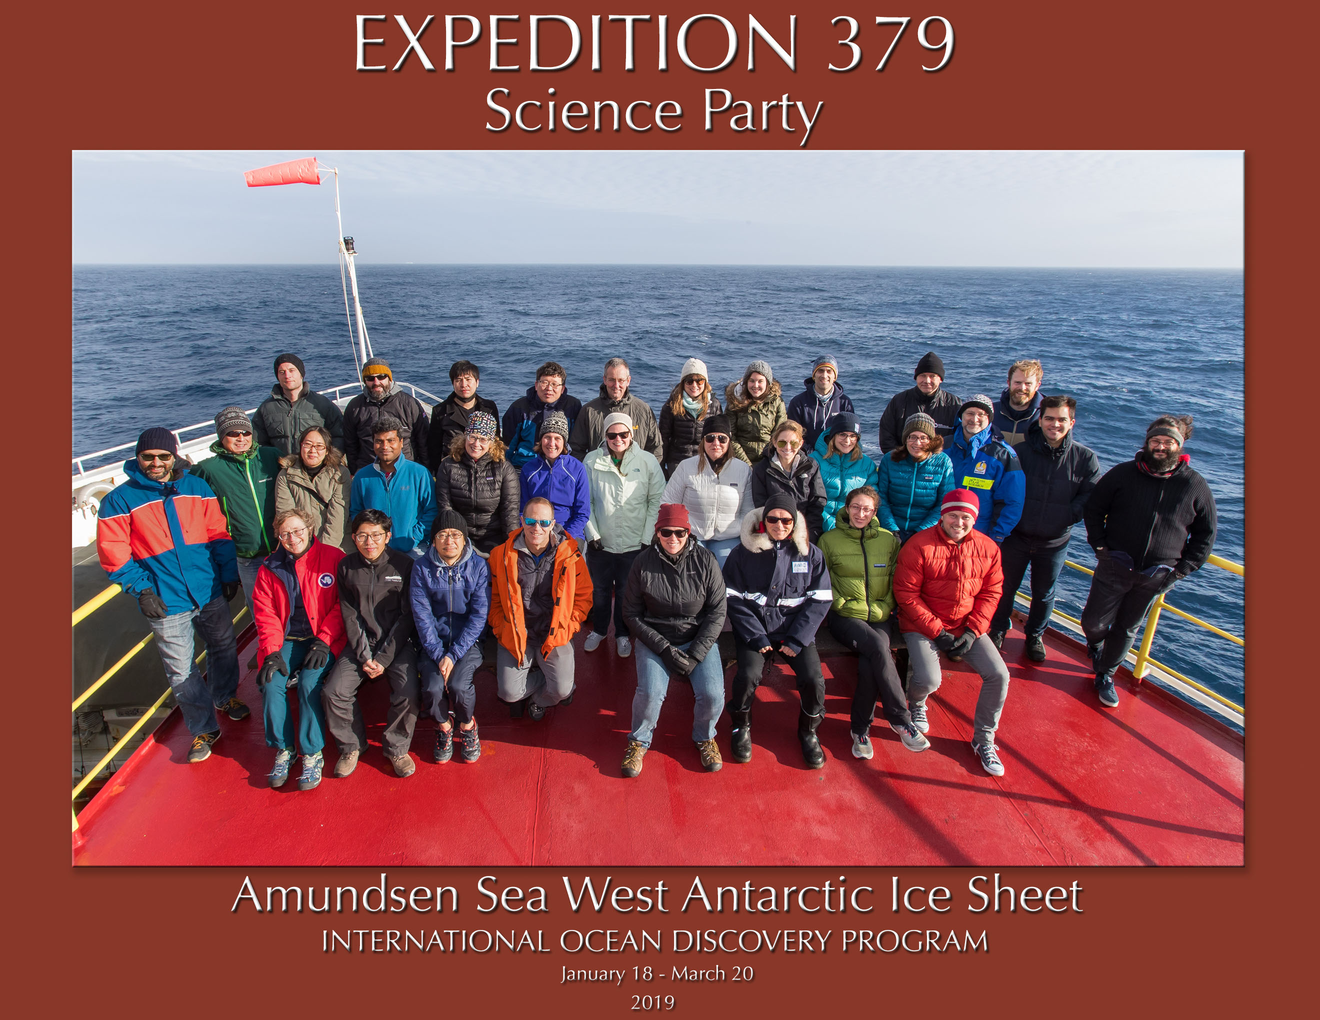 EXPEDITION 379
Science Party
Amundsen Sea West Antarctic Ice Sheet
INTERNATIONAL OCEAN DISCOVERY PROGRAM
January 18 - March 20
2019